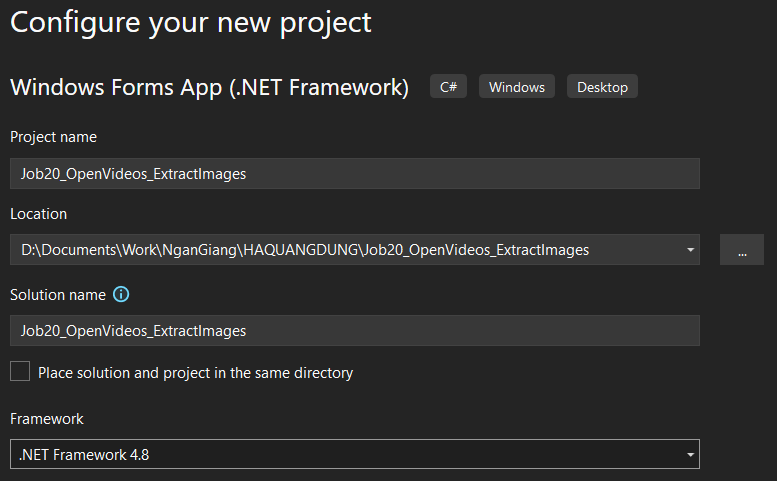 Configure your new project
Windows Forms App (.NET Framework) C# Windows Desktop
Project name
Job20_OpenVideos_ExtractImages
Location
D:\Documents\Work\NganGiang\HAQUANGDUNG\Job20_OpenVideos_ExtractImages ...
Solution name
Job20_OpenVideos_ExtractImages
Place solution and project in the same directory
Framework
.NET Framework 4.8